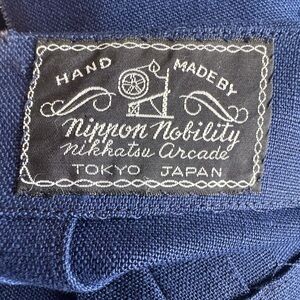 HAND MADE BY
Nippon Nobility
Nikkatsu Arcade
TOKYO JAPAN